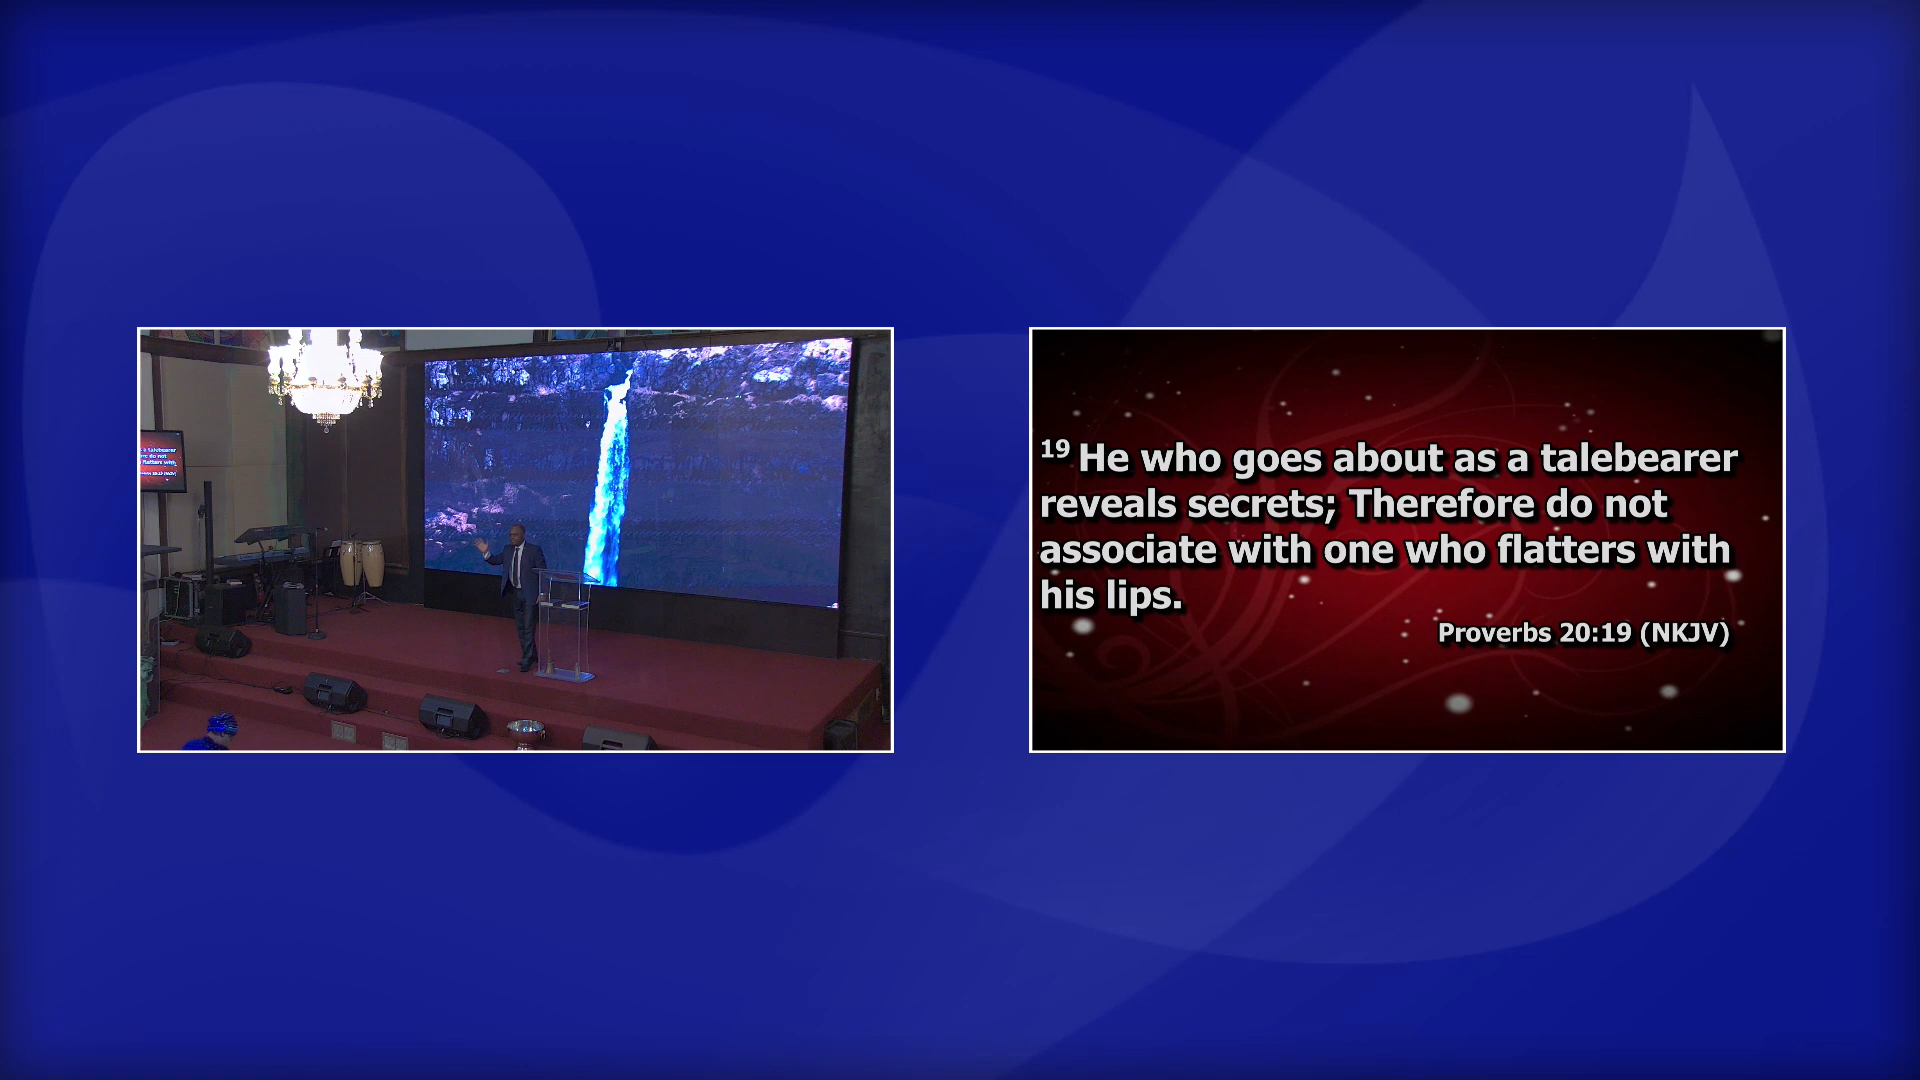 19 He who goes about as a talebearer
reveals secrets; Therefore do not
associate with one who flatters with
his lips.
Proverbs 20:19 (NKJV)